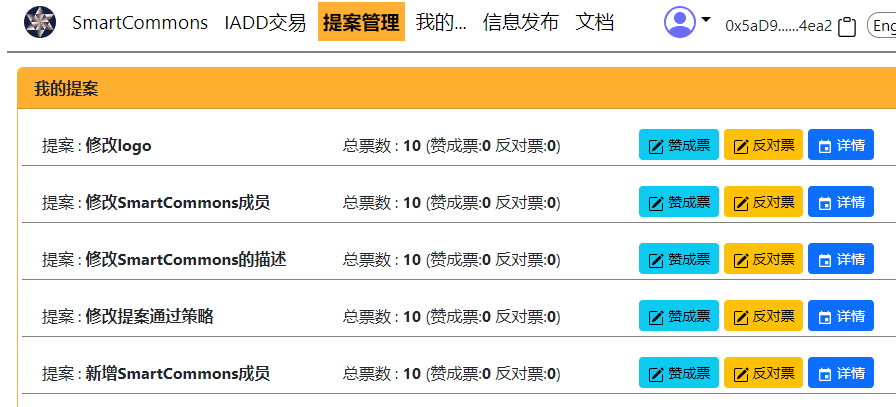 SmartCommons IADD交易 提案管理 我的... 信息发布 文档 0x5aD9......4ea2 Eng
我的提案
提案 : 修改logo 总票数 : 10 (赞成票:0 反对票:0) 赞成票 反对票 详情
提案 : 修改SmartCommons成员 总票数 : 10 (赞成票:0 反对票:0) 赞成票 反对票 详情
提案 : 修改SmartCommons的描述 总票数 : 10 (赞成票:0 反对票:0) 赞成票 反对票 详情
提案 : 修改提案通过策略 总票数 : 10 (赞成票:0 反对票:0) 赞成票 反对票 详情
提案 : 新增SmartCommons成员 总票数 : 10 (赞成票:0 反对票:0) 赞成票 反对票 详情